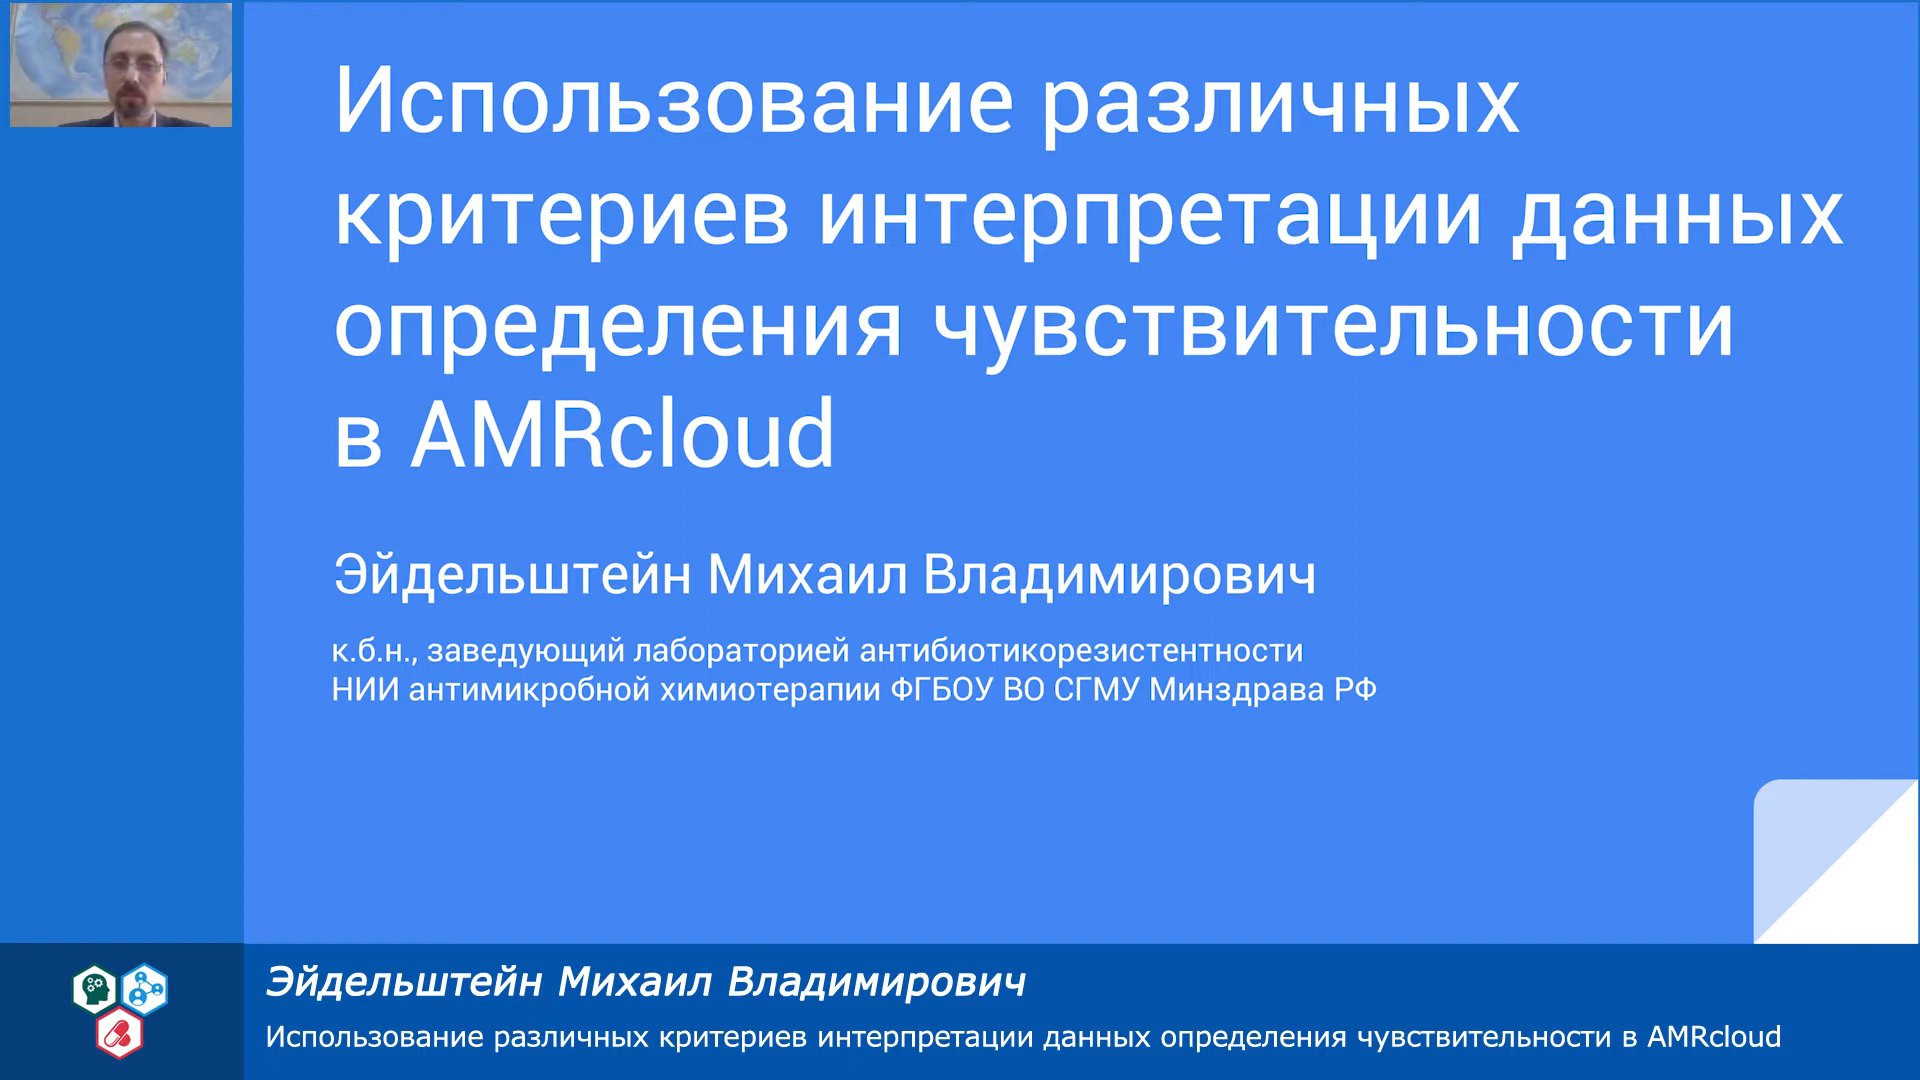 Использование различных
критериев интерпретации данных
определения чувствительности
в AMRcloud
Эйдельштейн Михаил Владимирович
к.б.н., заведующий лабораторией антибиотикорезистентности
НИИ антимикробной химиотерапии ФГБОУ ВО СГМУ Минздрава РФ
Эйдельштейн Михаил Владимирович
Использование различных критериев интерпретации данных определения чувствительности в AMRcloud